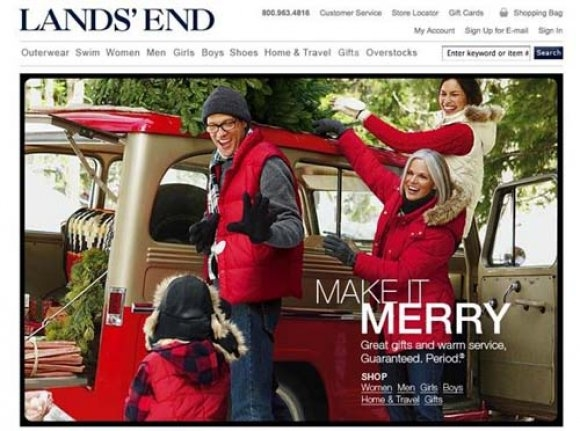 LANDS' END
800.963.4816 Customer Service Store Locator Gift Cards Shopping Bag
My Account Sign Up for E-mail Sign In
Outerwear Swim Women Men Girls Boys Shoes Home & Travel Gifts Overstocks
Enter keyword or item # Search
MAKE IT
MERRY
Great gifts and warm service,
Guaranteed. Period.®
SHOP
Women Men Girls Boys
Home & Travel Gifts